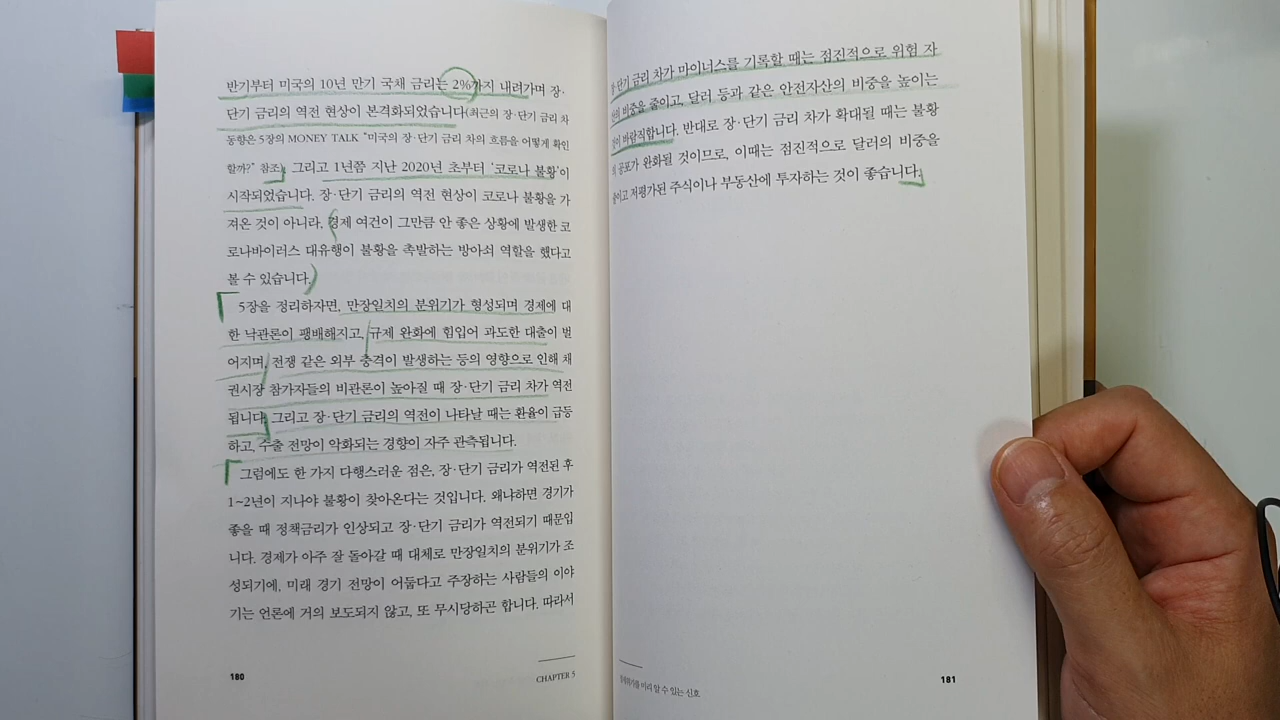 반기부터 미국의 10년 만기 국채 금리는 2%까지 내려가며 장·
단기 금리의 역전 현상이 본격화되었습니다(최근의 장·단기 금리 차
동향은 5장의 MONEY TALK “미국의 장·단기 금리 차의 흐름을 어떻게 확인
할까?” 참조). 그리고 1년쯤 지난 2020년 초부터 ‘코로나 불황’이
시작되었습니다. 장·단기 금리의 역전 현상이 코로나 불황을 가
져온 것이 아니라, 경제 여건이 그만큼 안 좋은 상황에 발생한 코
로나바이러스 대유행이 불황을 촉발하는 방아쇠 역할을 했다고
볼 수 있습니다.
5장을 정리하자면, 만장일치의 분위기가 형성되며 경제에 대
한 낙관론이 팽배해지고, 규제 완화에 힘입어 과도한 대출이 벌
어지며, 전쟁 같은 외부 충격이 발생하는 등의 영향으로 인해 채
권시장 참가자들의 비관론이 높아질 때 장·단기 금리 차가 역전
됩니다. 그리고 장·단기 금리의 역전이 나타날 때는 환율이 급등
하고, 수출 전망이 악화되는 경향이 자주 관측됩니다.
그럼에도 한 가지 다행스러운 점은, 장·단기 금리가 역전된 후
1~2년이 지나야 불황이 찾아온다는 것입니다. 왜냐하면 경기가
좋을 때 정책금리가 인상되고 장·단기 금리가 역전되기 때문입
니다. 경제가 아주 잘 돌아갈 때 대체로 만장일치의 분위기가 조
성되기에, 미래 경기 전망이 어둡다고 주장하는 사람들의 이야
기는 언론에 거의 보도되지 않고, 또 무시당하곤 합니다. 따라서
180
CHAPTER 5
장·단기 금리 차가 마이너스를 기록할 때는 점진적으로 위험 자
산의 비중을 줄이고, 달러 등과 같은 안전자산의 비중을 높이는
것이 바람직합니다. 반대로 장·단기 금리 차가 확대될 때는 불황
의 공포가 완화될 것이므로, 이때는 점진적으로 달러의 비중을
줄이고 저평가된 주식이나 부동산에 투자하는 것이 좋습니다.
미리 알 수 있는 신호
181